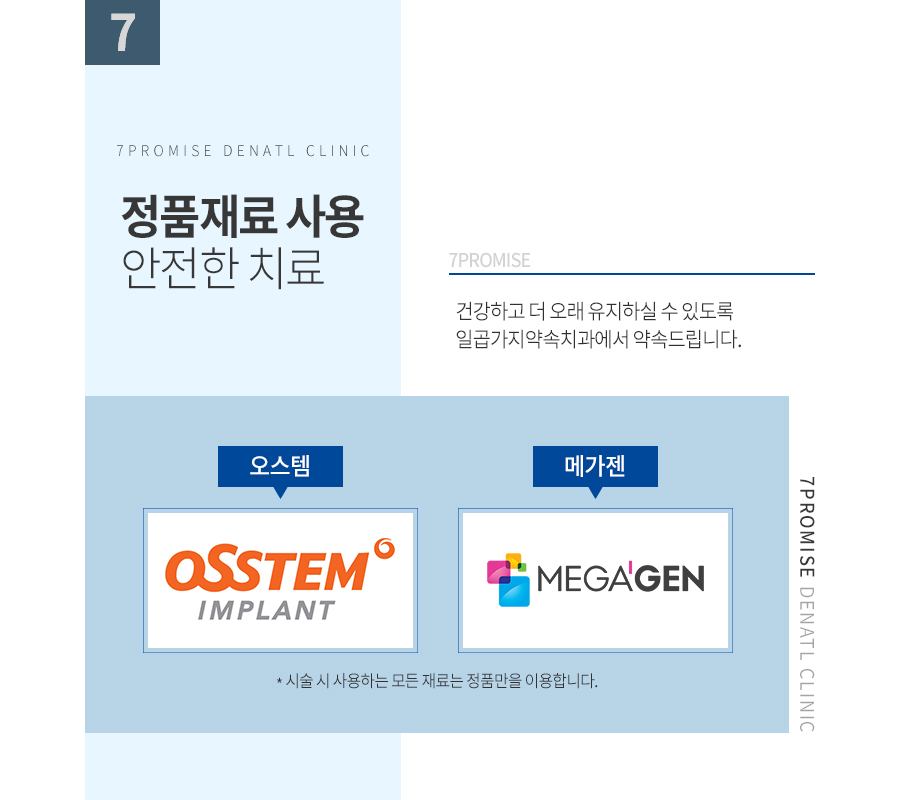 7
7PROMISE DENATL CLINIC
정품재료 사용
안전한 치료
7PROMISE
건강하고 더 오래 유지하실 수 있도록
일곱가지약속치과에서 약속드립니다.
오스템
메가젠
OSSTEM
IMPLANT
MEGA'GEN
* 시술 시 사용하는 모든 재료는 정품만을 이용합니다.
7PROMISE DENATL CLINIC